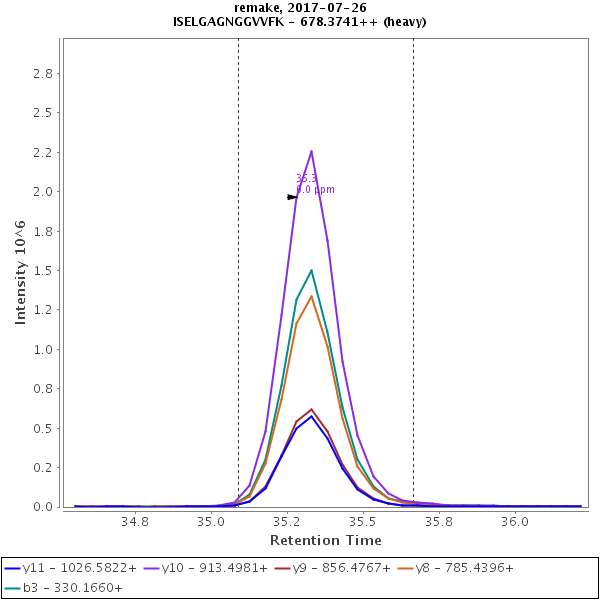 remake, 2017-07-26
ISELGAGNGGVVFK - 678.3741++ (heavy)
Intensity 10^6
2.8
2.5
2.2
2.0
1.8
1.5
1.2
1.0
0.8
0.5
0.2
0.0
35.3
0.0 ppm
34.8
35.0
35.2
35.5
35.8
36.0
Retention Time
y11 - 1026.5822+
y10 - 913.4981+
y9 - 856.4767+
y8 - 785.4396+
b3 - 330.1660+